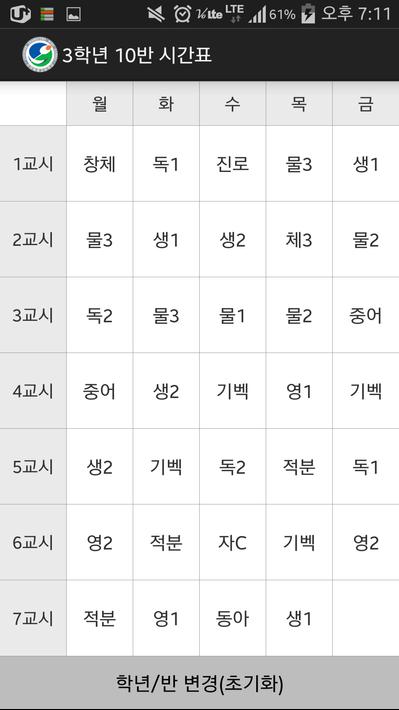 LTE LTE 61% 오후 7:11
3학년 10반 시간표
월 화 수 목 금
1교시 창체 독1 진로 물3 생1
2교시 물3 생1 생2 체3 물2
3교시 독2 물3 물1 물2 중어
4교시 중어 생2 기벡 영1 기벡
5교시 생2 기벡 독2 적분 독1
6교시 영2 적분 자C 기벡 영2
7교시 적분 영1 동아 생1
학년/반 변경(초기화)